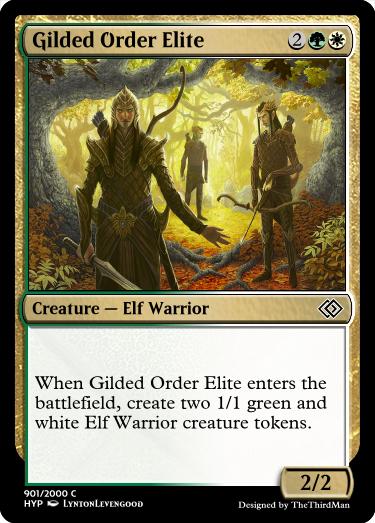 Gilded Order Elite 2
Creature — Elf Warrior
When Gilded Order Elite enters the
battlefield, create two 1/1 green and
white Elf Warrior creature tokens.
2/2
901/2000 C
HYP LyntonLevengood
Designed by TheThirdMan